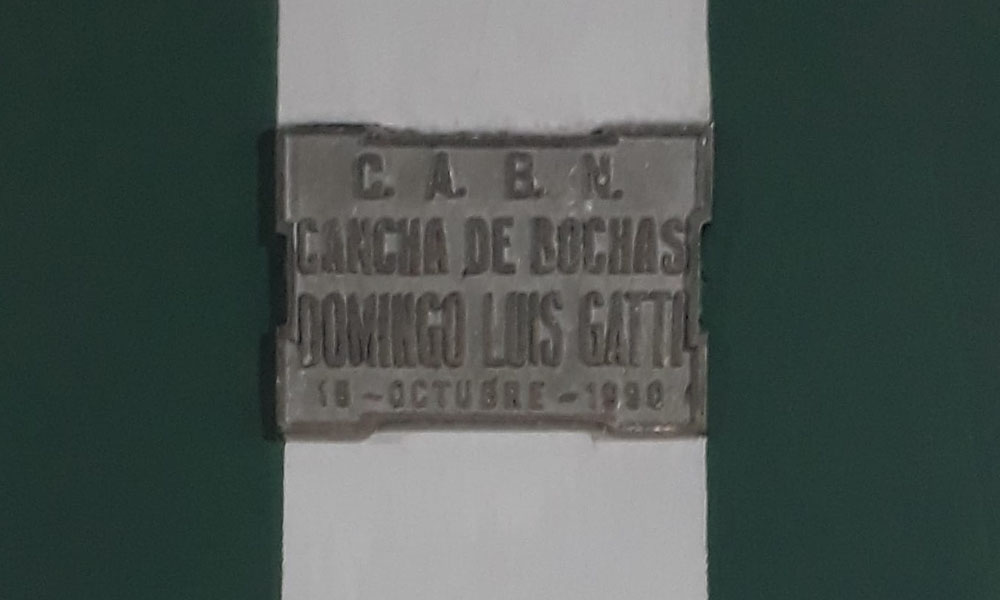 C. A. B. N.
CANCHA DE BOCHAS
DOMINGO LUIS GATTI
OCTUBRE